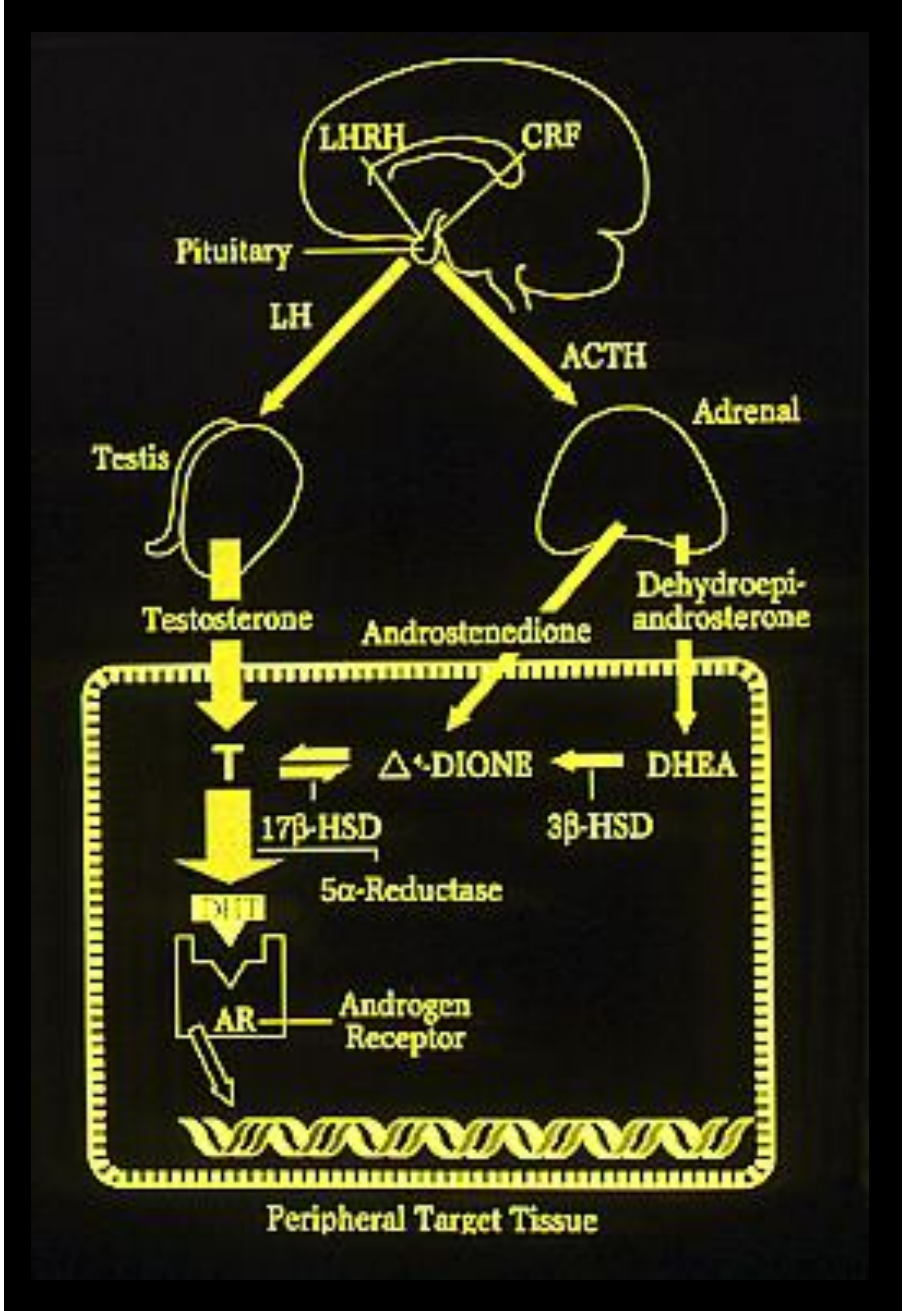 LHRH
CRF
Pituitary
LH
ACTH
Adrenal
Testis
Dehydroepi-
androsterone
Testosterone
Androstenedione
T
Δ⁴-DIONE
DHEA
17β-HSD
3β-HSD
5α-Reductase
DHT
AR
Androgen
Receptor
Peripheral Target Tissue